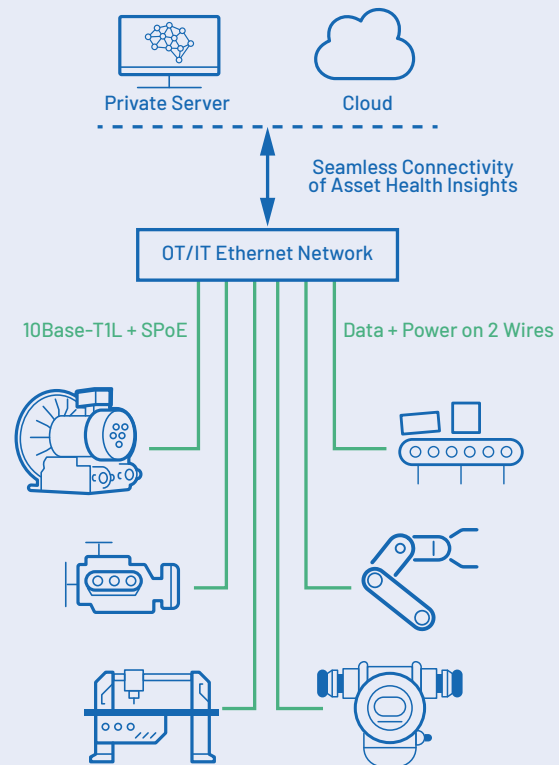 Private Server
Cloud
Seamless Connectivity
of Asset Health Insights
OT/IT Ethernet Network
10Base-T1L + SPoE
Data + Power on 2 Wires